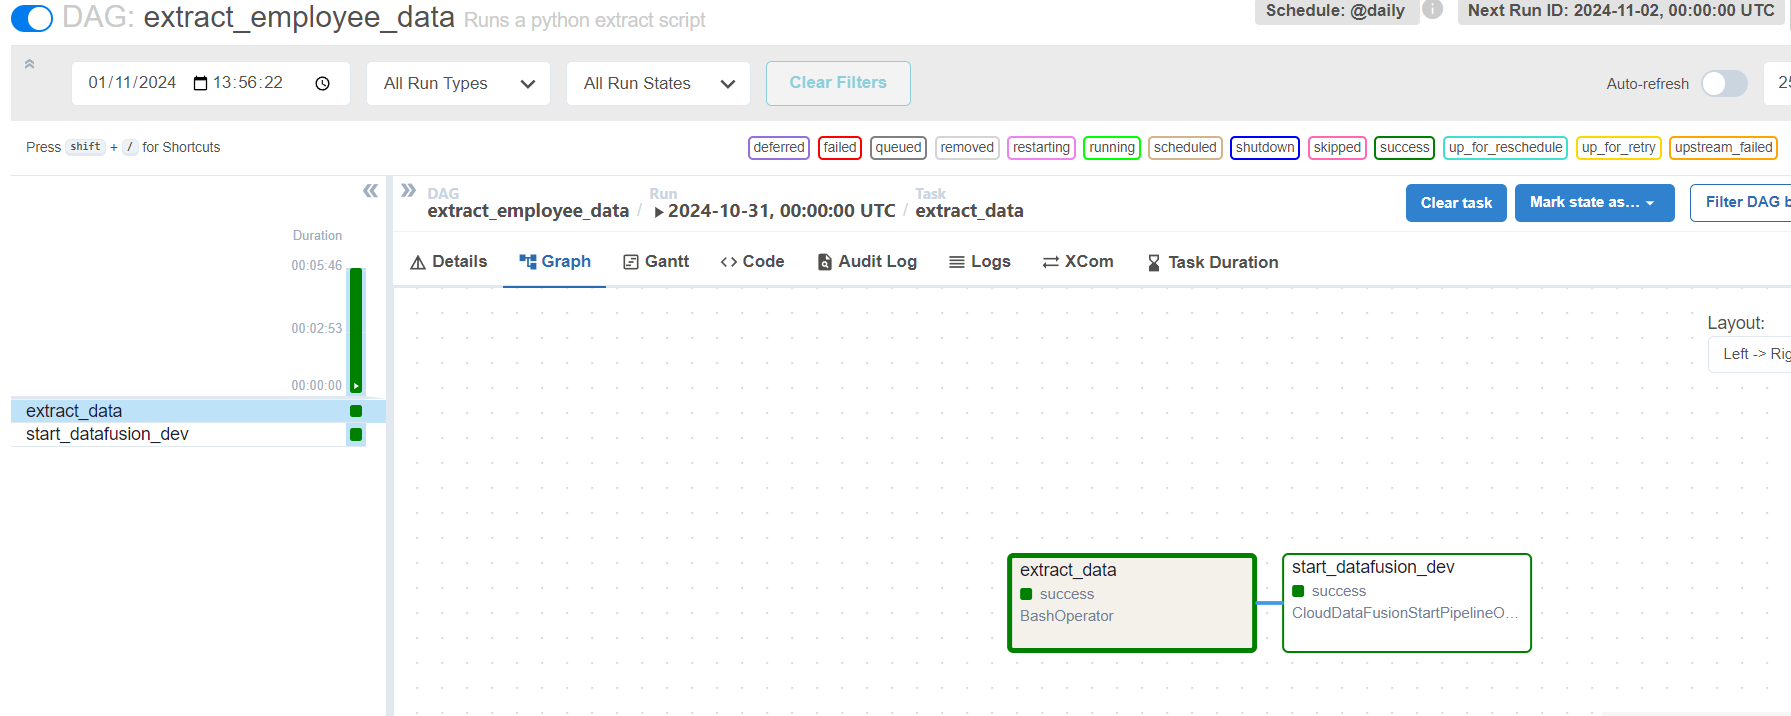 DAG: extract_employee_data Runs a python extract script
Schedule: @daily
Next Run ID: 2024-11-02, 00:00:00 UTC
01/11/2024 13:56:22
All Run Types
All Run States
Clear Filters
Auto-refresh
25
Press shift + / for Shortcuts
deferred failed queued removed restarting running scheduled shutdown skipped success up_for_reschedule up_for_retry upstream_failed
DAG
extract_employee_data
/
Run
2024-10-31, 00:00:00 UTC
/
Task
extract_data
Clear task
Mark state as...
Filter DAG b
Duration
00:05:46
00:02:53
00:00:00
extract_data
start_datafusion_dev
Details
Graph
Gantt
Code
Audit Log
Logs
XCom
Task Duration
Layout:
Left -> Rig
extract_data
success
BashOperator
start_datafusion_dev
success
CloudDataFusionStartPipelineO...